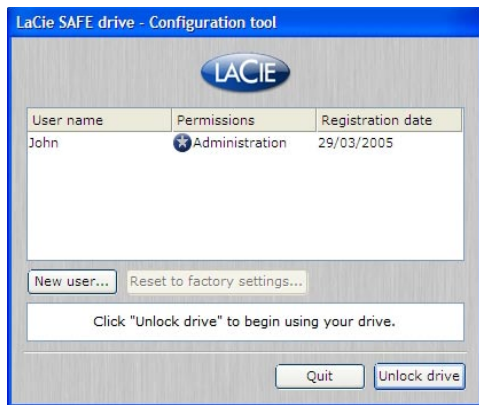 LaCie SAFE drive - Configuration tool
LACIE
User name Permissions Registration date
John Administration 29/03/2005
New user... Reset to factory settings...
Click "Unlock drive" to begin using your drive.
Quit Unlock drive